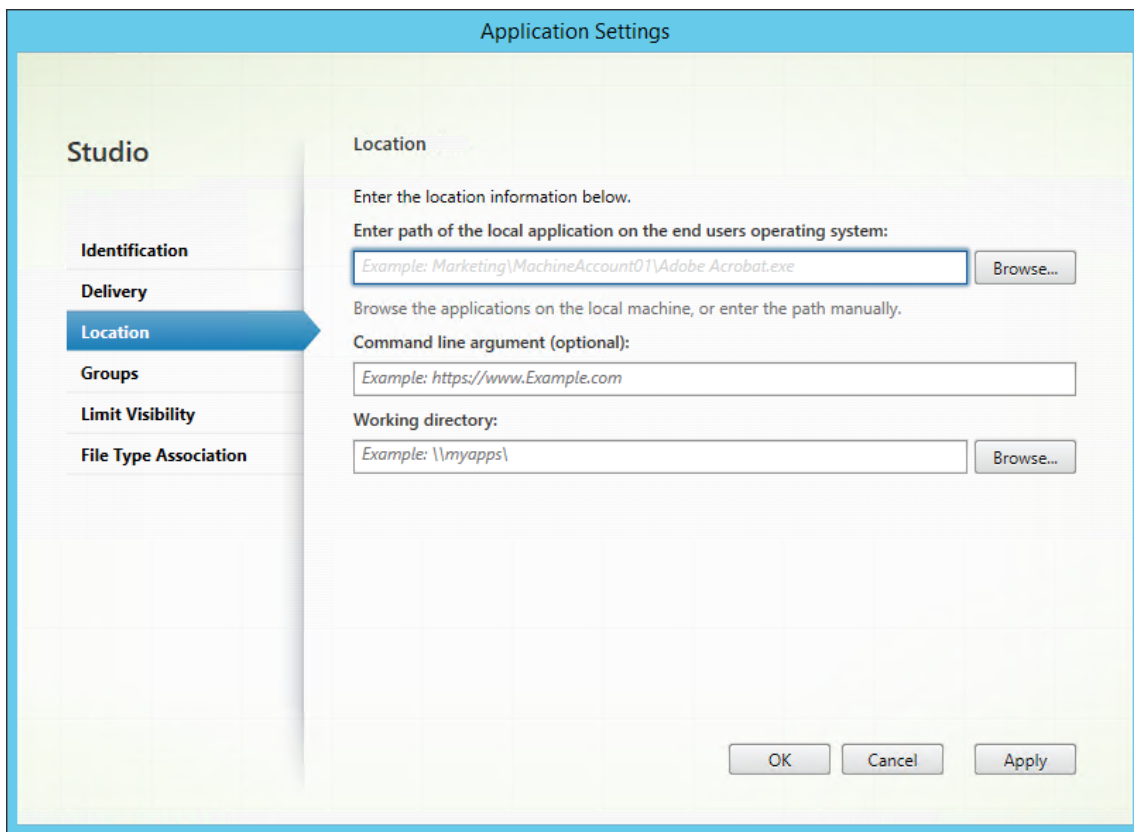 Application Settings
Studio
Identification
Delivery
Location
Groups
Limit Visibility
File Type Association
Location
Enter the location information below.
Enter path of the local application on the end users operating system:
Example: Marketing\MachineAccount01\Adobe Acrobat.exe
Browse...
Browse the applications on the local machine, or enter the path manually.
Command line argument (optional):
Example: https://www.Example.com
Working directory:
Example: \\myapps\
Browse...
OK
Cancel
Apply